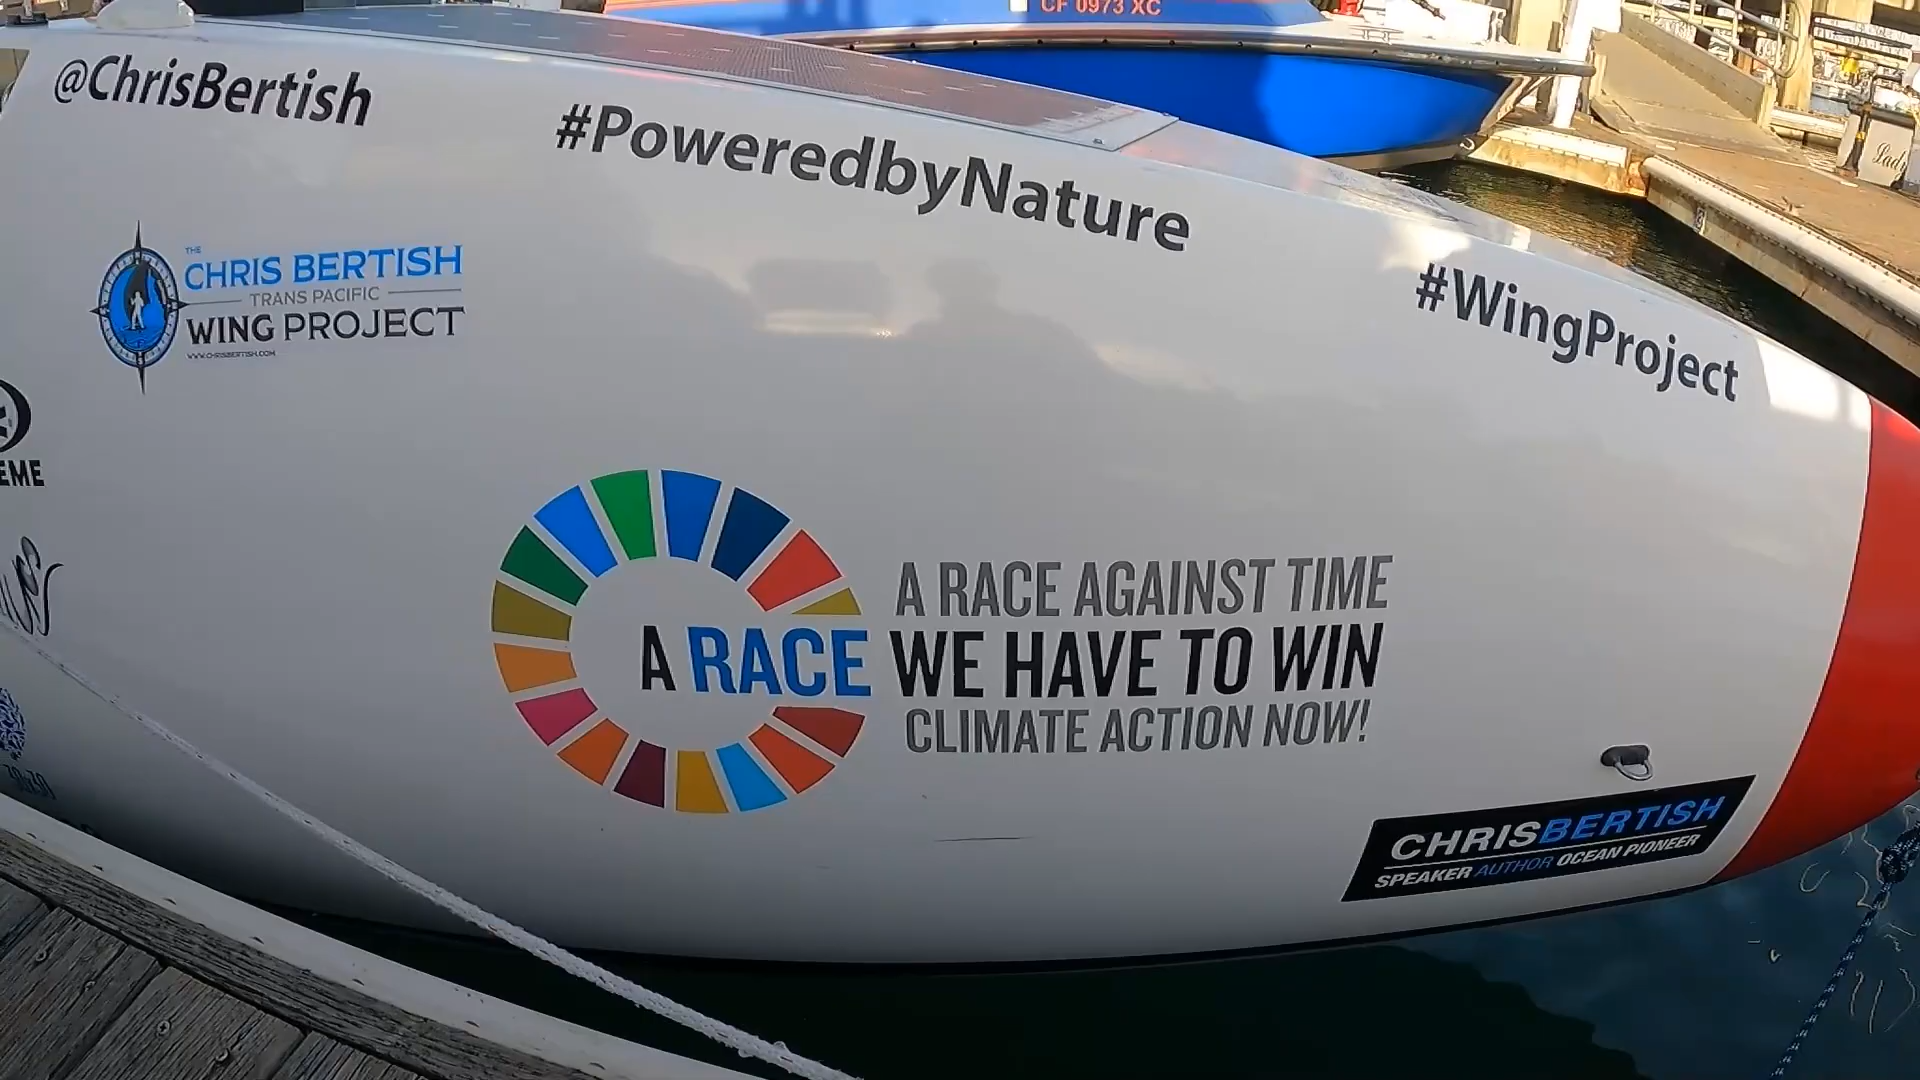 CF 0973 XC
@ChrisBertish
#PoweredbyNature
#WingProject
THE
CHRIS BERTISH
TRANS PACIFIC
WING PROJECT
WWW.CHRISBERTISH.COM
EME
A RACE AGAINST TIME
A RACE WE HAVE TO WIN
CLIMATE ACTION NOW!
CHRISBERTISH
SPEAKER AUTHOR OCEAN PIONEER